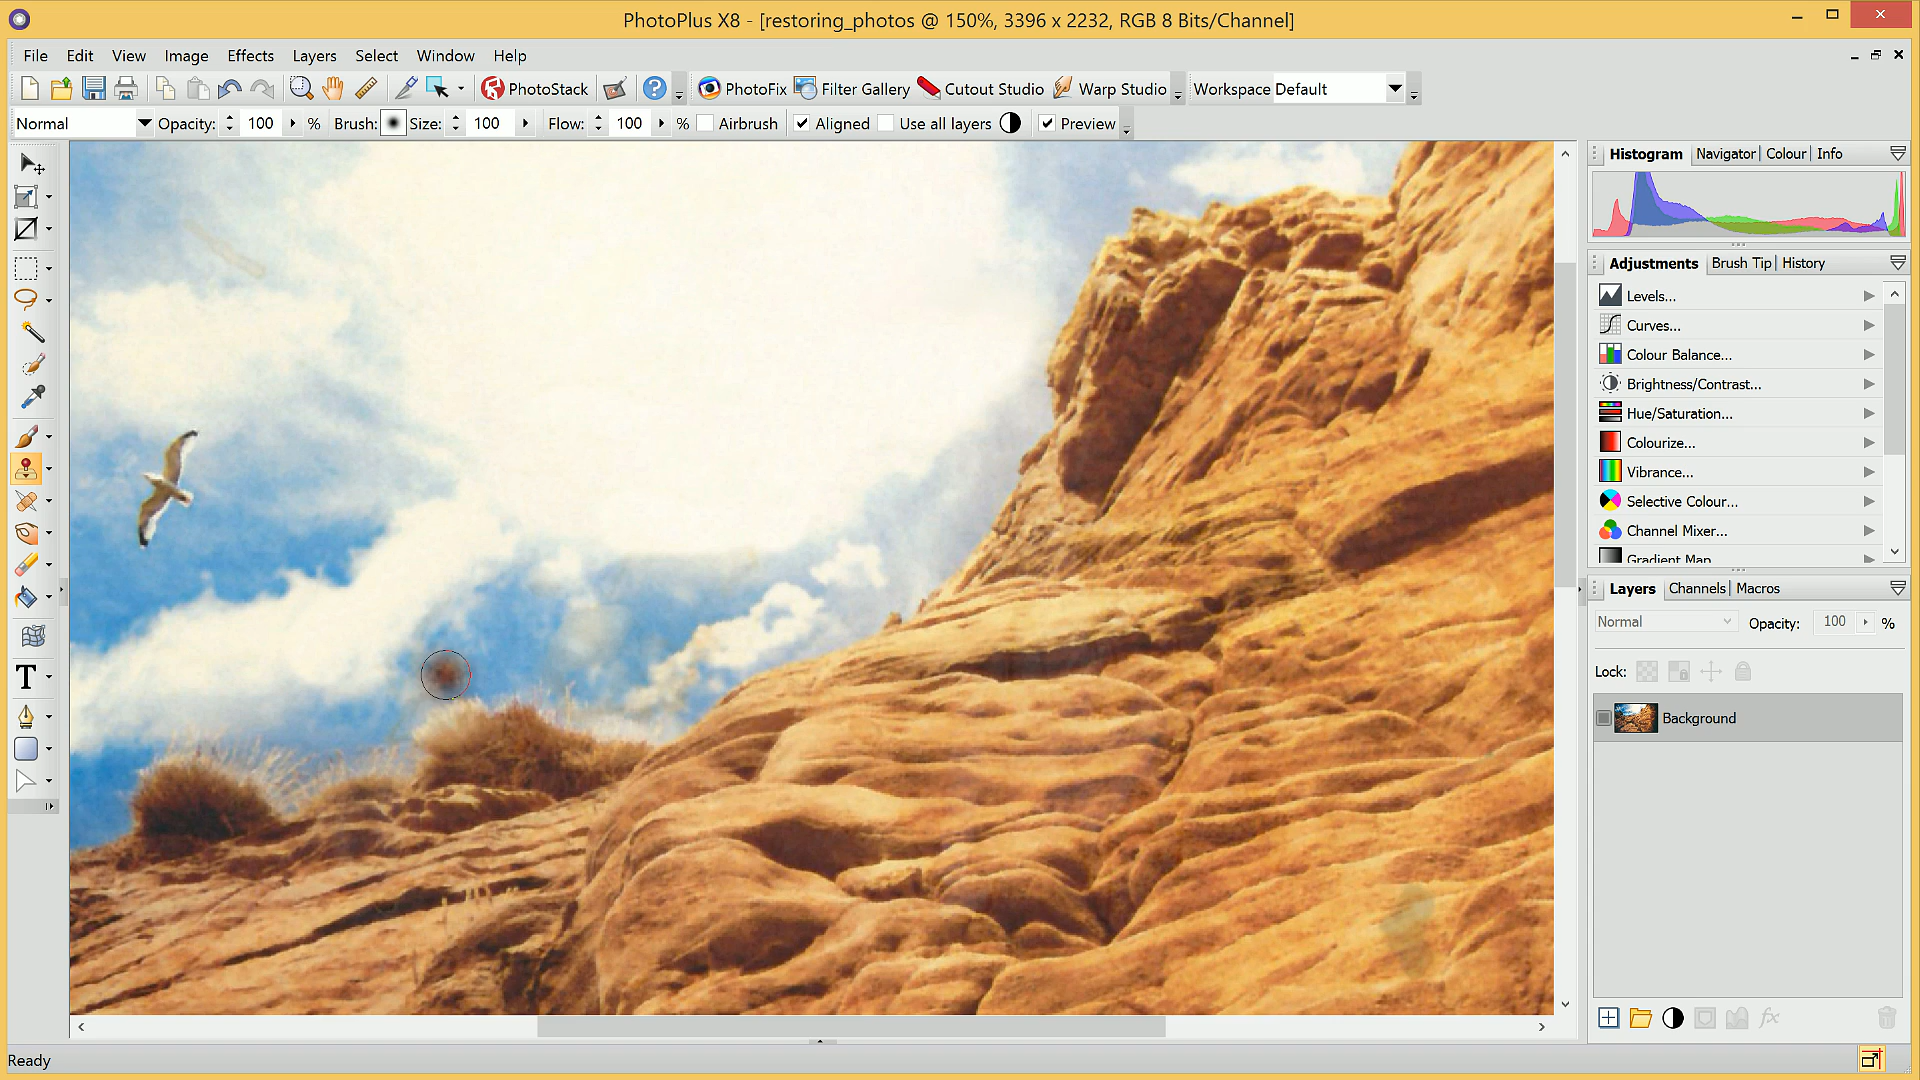 PhotoPlus X8 - [restoring_photos @ 150%, 3396 x 2232, RGB 8 Bits/Channel]
File Edit View Image Effects Layers Select Window Help
PhotoStack PhotoFix Filter Gallery Cutout Studio Warp Studio Workspace Default
Normal Opacity: 100 % Brush: Size: 100 Flow: 100 % Airbrush Aligned Use all layers Preview
Histogram Navigator Colour Info
Adjustments Brush Tip History
Levels...
Curves...
Colour Balance...
Brightness/Contrast...
Hue/Saturation...
Colourize...
Vibrance...
Selective Colour...
Channel Mixer...
Gradient Map
Layers Channels Macros
Normal Opacity: 100 %
Lock:
Background
fx
Ready